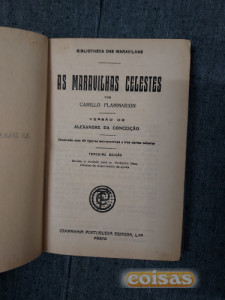 BIBLIOTHECA DAS MARAVILHAS
AS MARAVILHAS CELESTES
POR
CAMILLO FLAMMARION
VERSÃO DE
ALEXANDRE DA CONCEIÇÃO
TERCEIRA EDIÇÃO
COMPANHIA PORTUGUEZA EDITORA, L.DA
PORTO
coisas